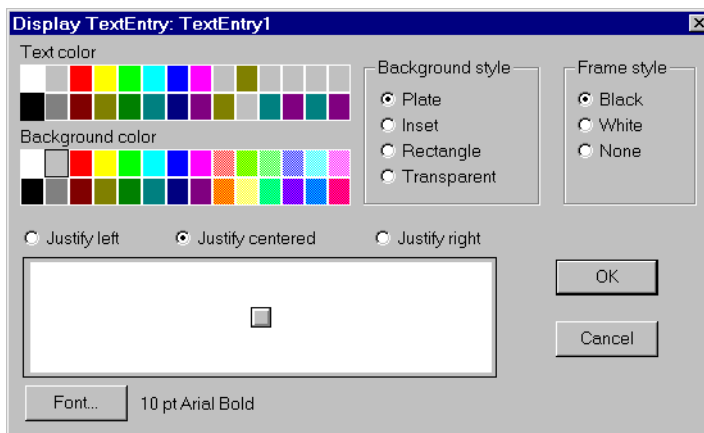 Display TextEntry: TextEntry1
Text color
Background color
Background style
Plate
Inset
Rectangle
Transparent
Frame style
Black
White
None
Justify left
Justify centered
Justify right
OK
Cancel
Font...
10 pt Arial Bold